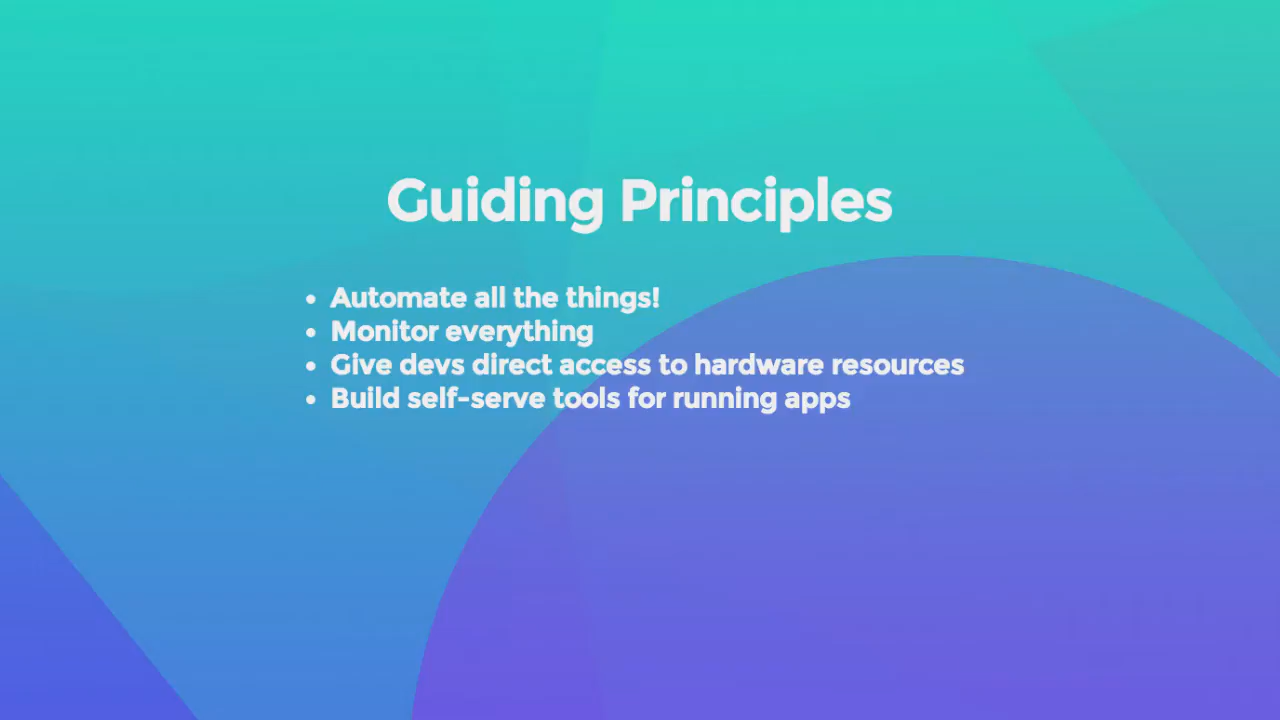 Guiding Principles
• Automate all the things!
• Monitor everything
• Give devs direct access to hardware resources
• Build self-serve tools for running apps